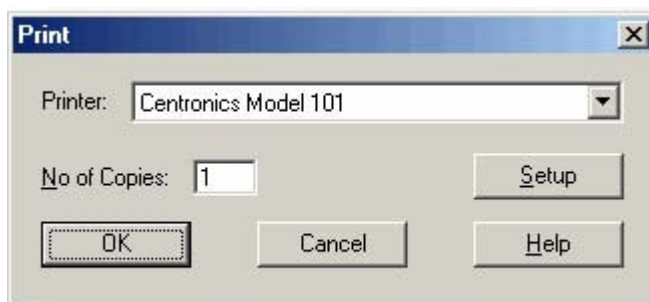 Print
Printer: Centronics Model 101
No of Copies: 1
Setup
OK Cancel Help